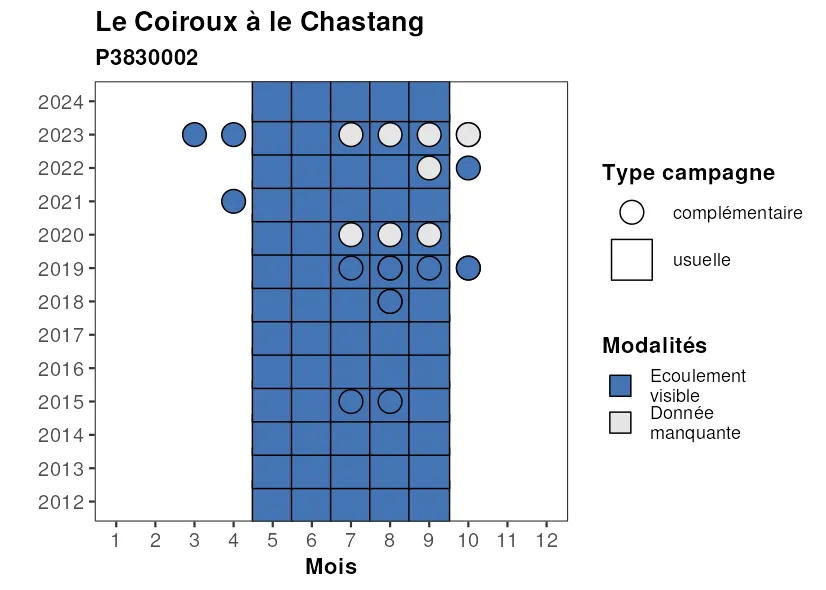 Le Coiroux à le Chastang
P3830002
2024
2023
2022
2021
2020
2019
2018
2017
2016
2015
2014
2013
2012
1 2 3 4 5 6 7 8 9 10 11 12
Mois
Type campagne
complémentaire
usuelle
Modalités
Ecoulement
visible
Donnée
manquante